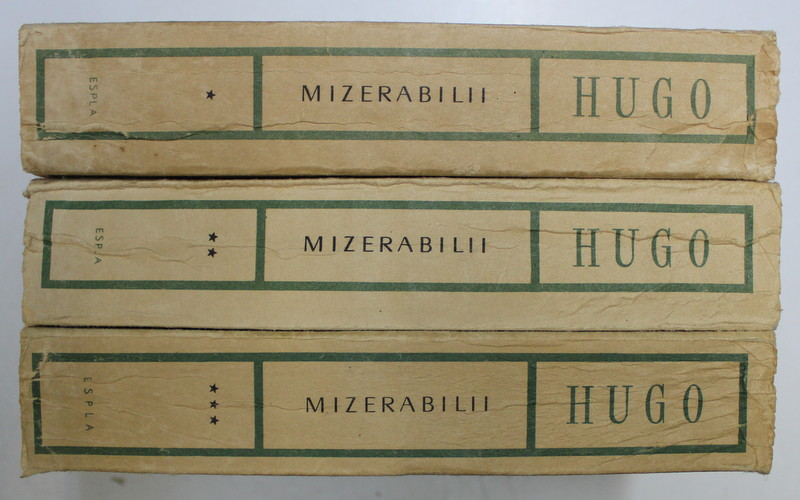 ESPLA ★ MIZERABILII HUGO
ESPLA ★★ MIZERABILII HUGO
ESPLA ★★★ MIZERABILII HUGO